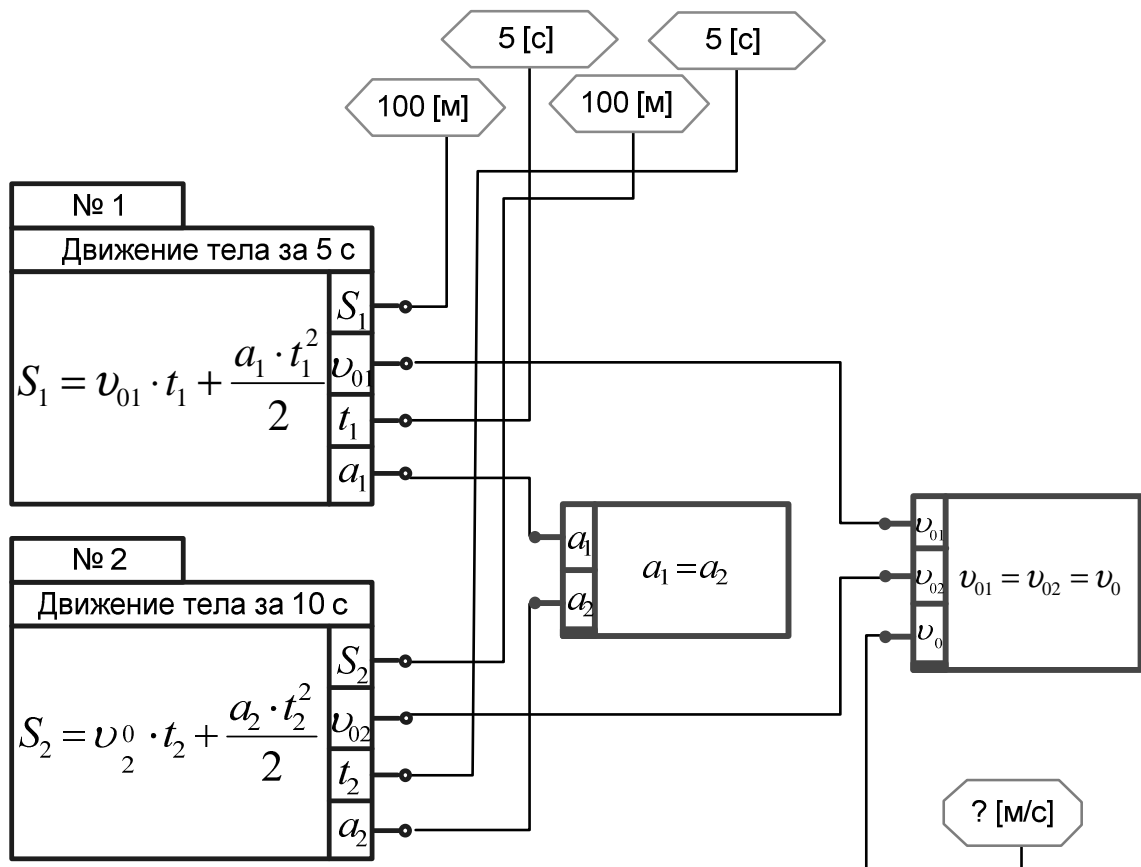 5 [с]
5 [с]
100 [м]
100 [м]
№ 1
Движение тела за 5 с
S₁ = υ₀₁ · t₁ + a₁ · t₁² / 2
S₁
υ₀₁
t₁
a₁
a₁
a₂
a₁ = a₂
υ₀₁
υ₀₂
υ₀
υ₀₁ = υ₀₂ = υ₀
№ 2
Движение тела за 10 с
S₂ = υ⁰₂ · t₂ + a₂ · t₂² / 2
S₂
υ₀₂
t₂
a₂
? [м/с]